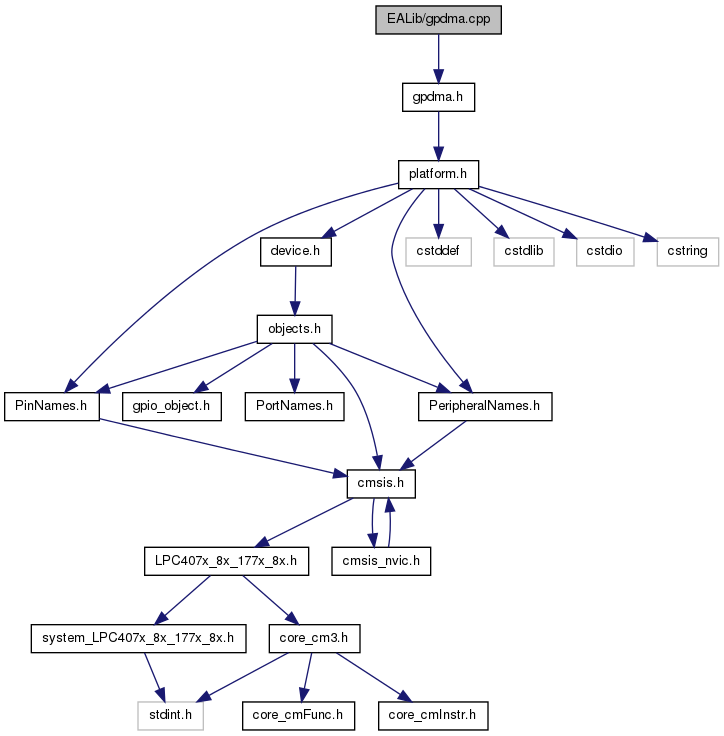 EALib/gpdma.cpp
gpdma.h
platform.h
device.h
cstddef
cstdlib
cstdio
cstring
objects.h
PinNames.h
gpio_object.h
PortNames.h
PeripheralNames.h
cmsis.h
LPC407x_8x_177x_8x.h
cmsis_nvic.h
system_LPC407x_8x_177x_8x.h
core_cm3.h
stdint.h
core_cmFunc.h
core_cmInstr.h